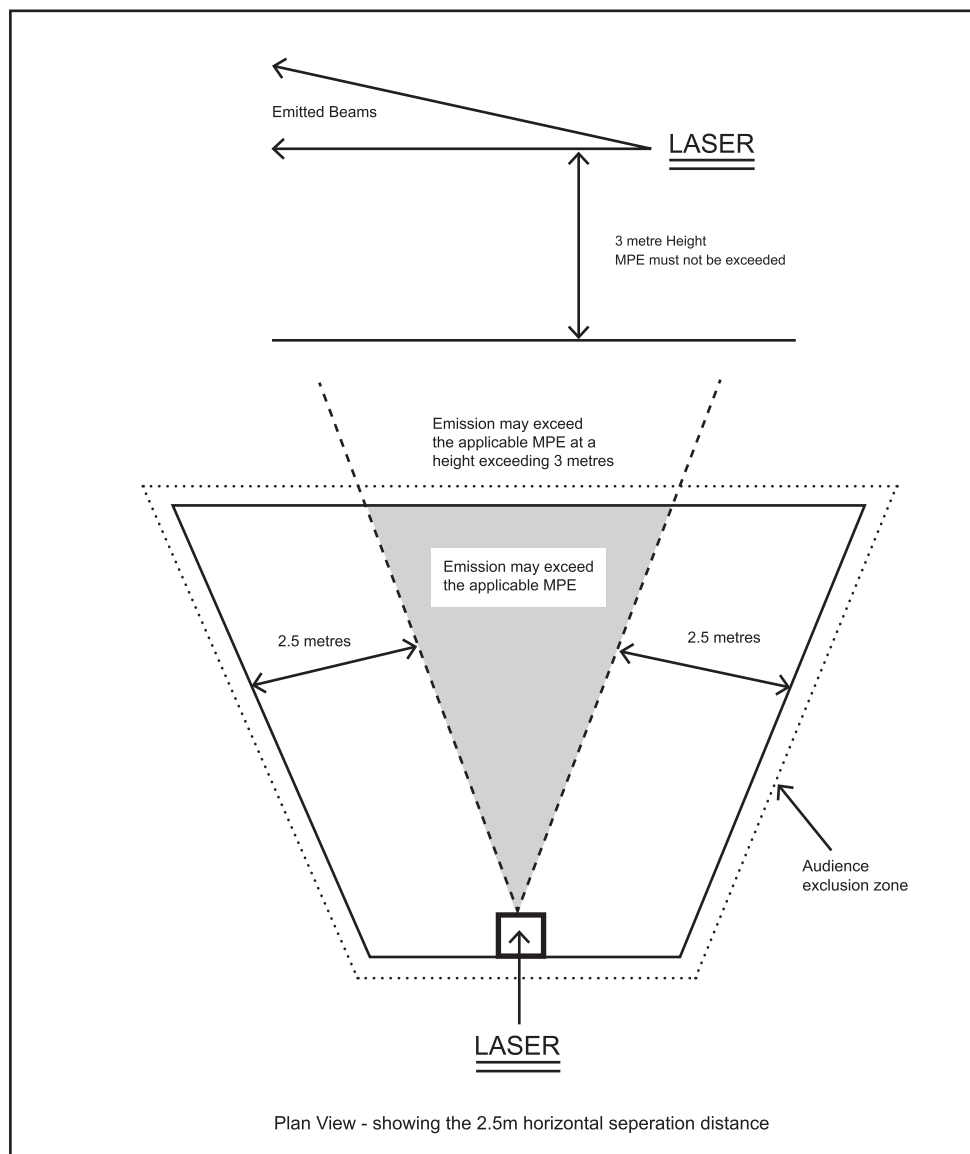 Emitted Beams
LASER
3 metre Height
MPE must not be exceeded
Emission may exceed
the applicable MPE at a
height exceeding 3 metres
Emission may exceed
the applicable MPE
2.5 metres
2.5 metres
Audience
exclusion zone
LASER
Plan View - showing the 2.5m horizontal seperation distance